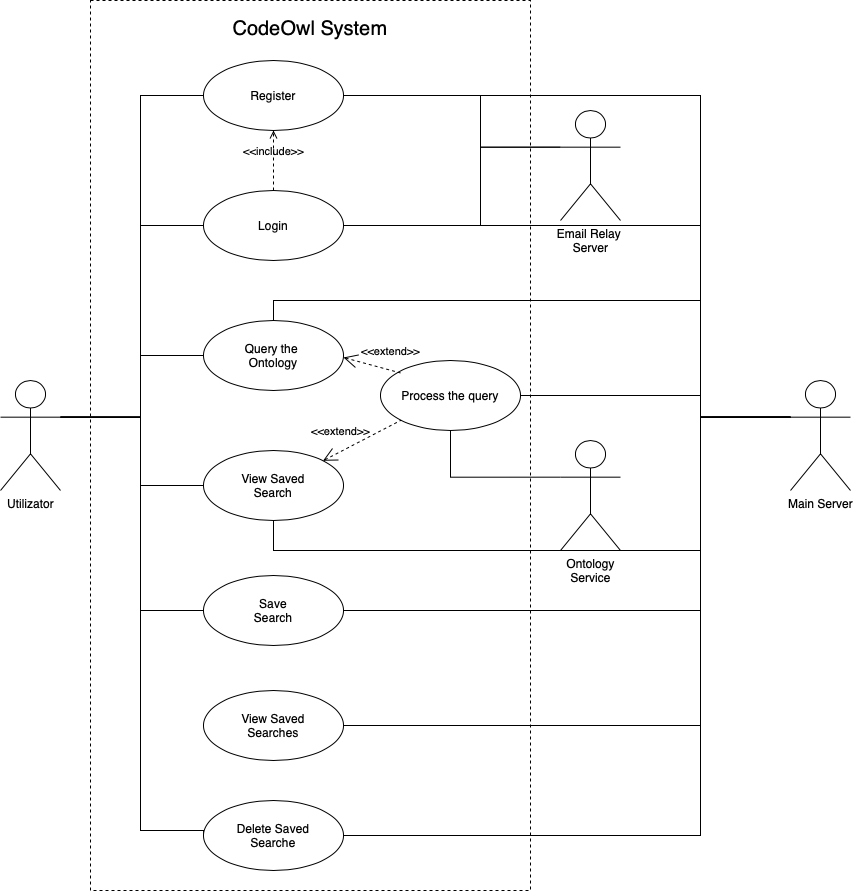 CodeOwl System
Register
<<include>>
Login
Email Relay
Server
Query the
Ontology
<<extend>>
Process the query
<<extend>>
View Saved
Search
Utilizator
Main Server
Ontology
Service
Save
Search
View Saved
Searches
Delete Saved
Searche